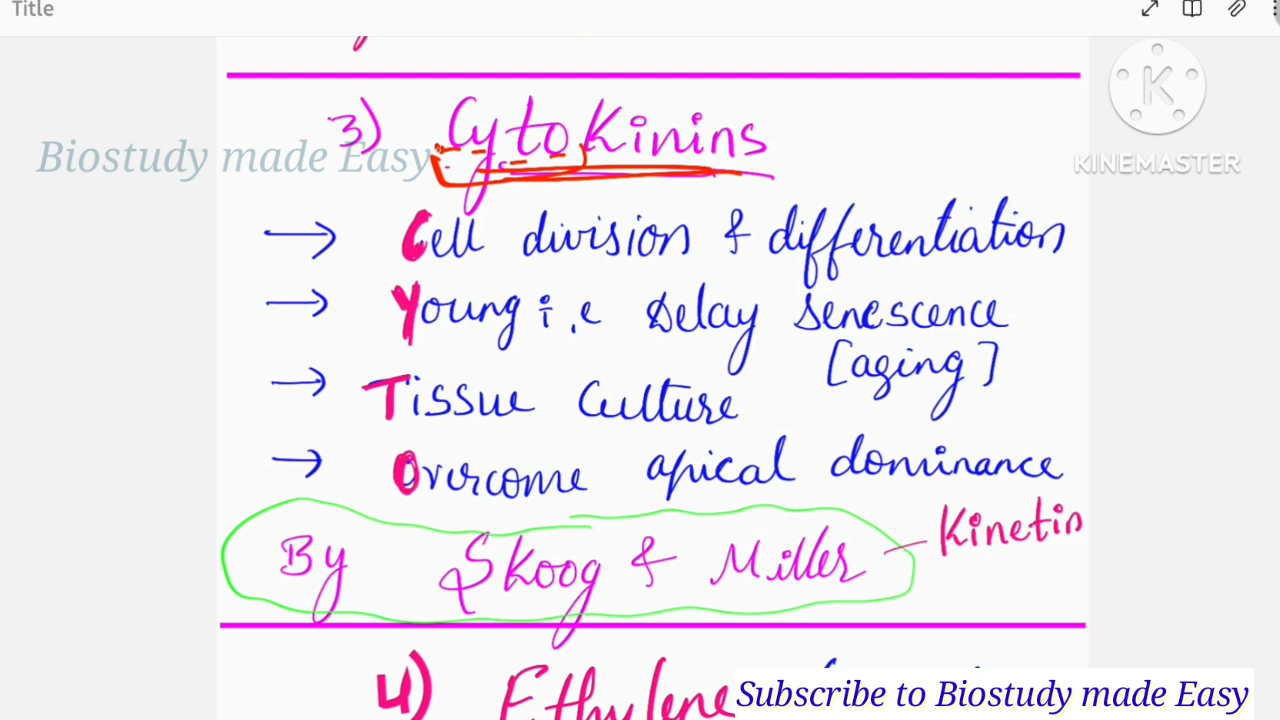 Title
3) Cytokinins
Biostudy made Easy
KINEMASTER
→ Cell division & differentiation
→ Young i.e Delay senescence
[aging]
→ Tissue Culture
→ Overcome apical dominance
By Skoog & Miller - Kinetin
4) Ethylene
Subscribe to Biostudy made Easy